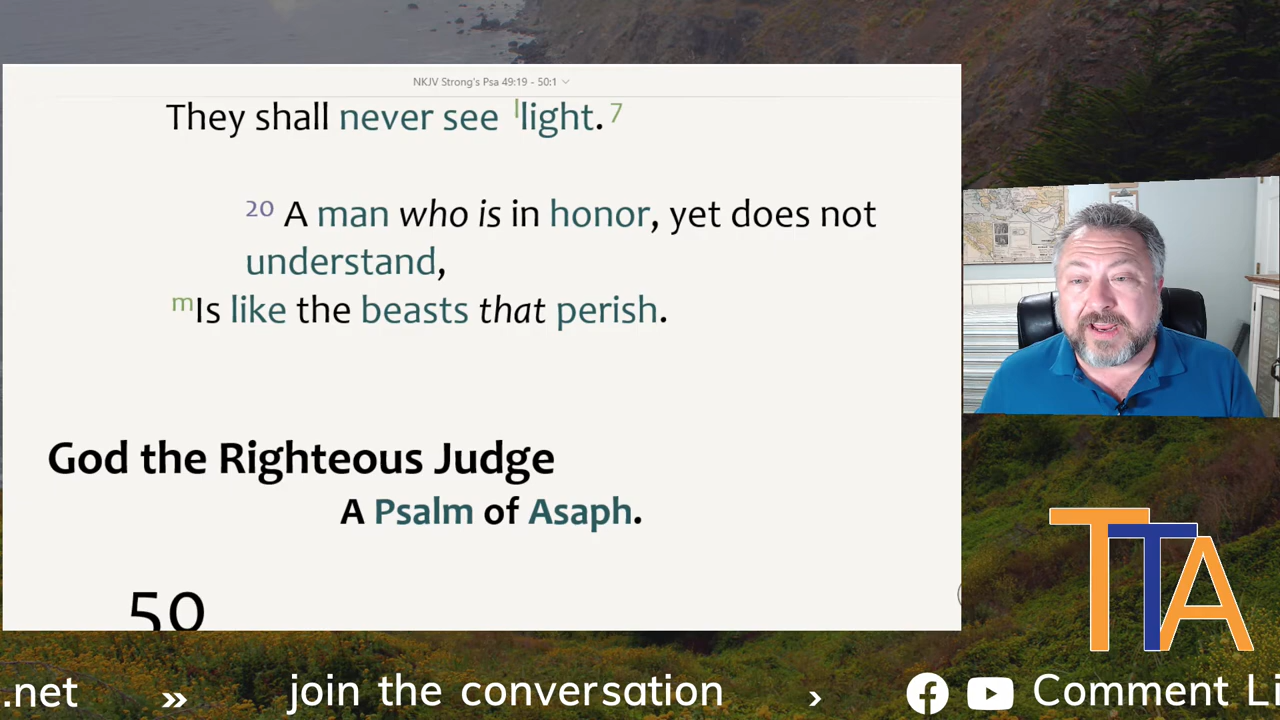 NKJV Strong's Psa 49:19 - 50:1
They shall never see l light. 7
20 A man who is in honor, yet does not
understand,
m Is like the beasts that perish.
God the Righteous Judge
A Psalm of Asaph.
50
TTA
.net » join the conversation › Comment Li